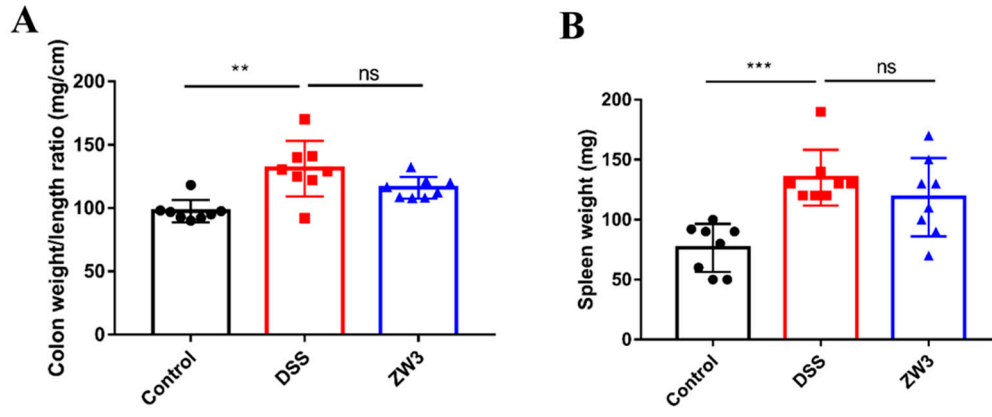 A
Colon weight/length ratio (mg/cm)
200
150
100
50
0
**
ns
Control
DSS
ZW3
B
Spleen weight (mg)
200
150
100
50
0
***
ns
Control
DSS
ZW3